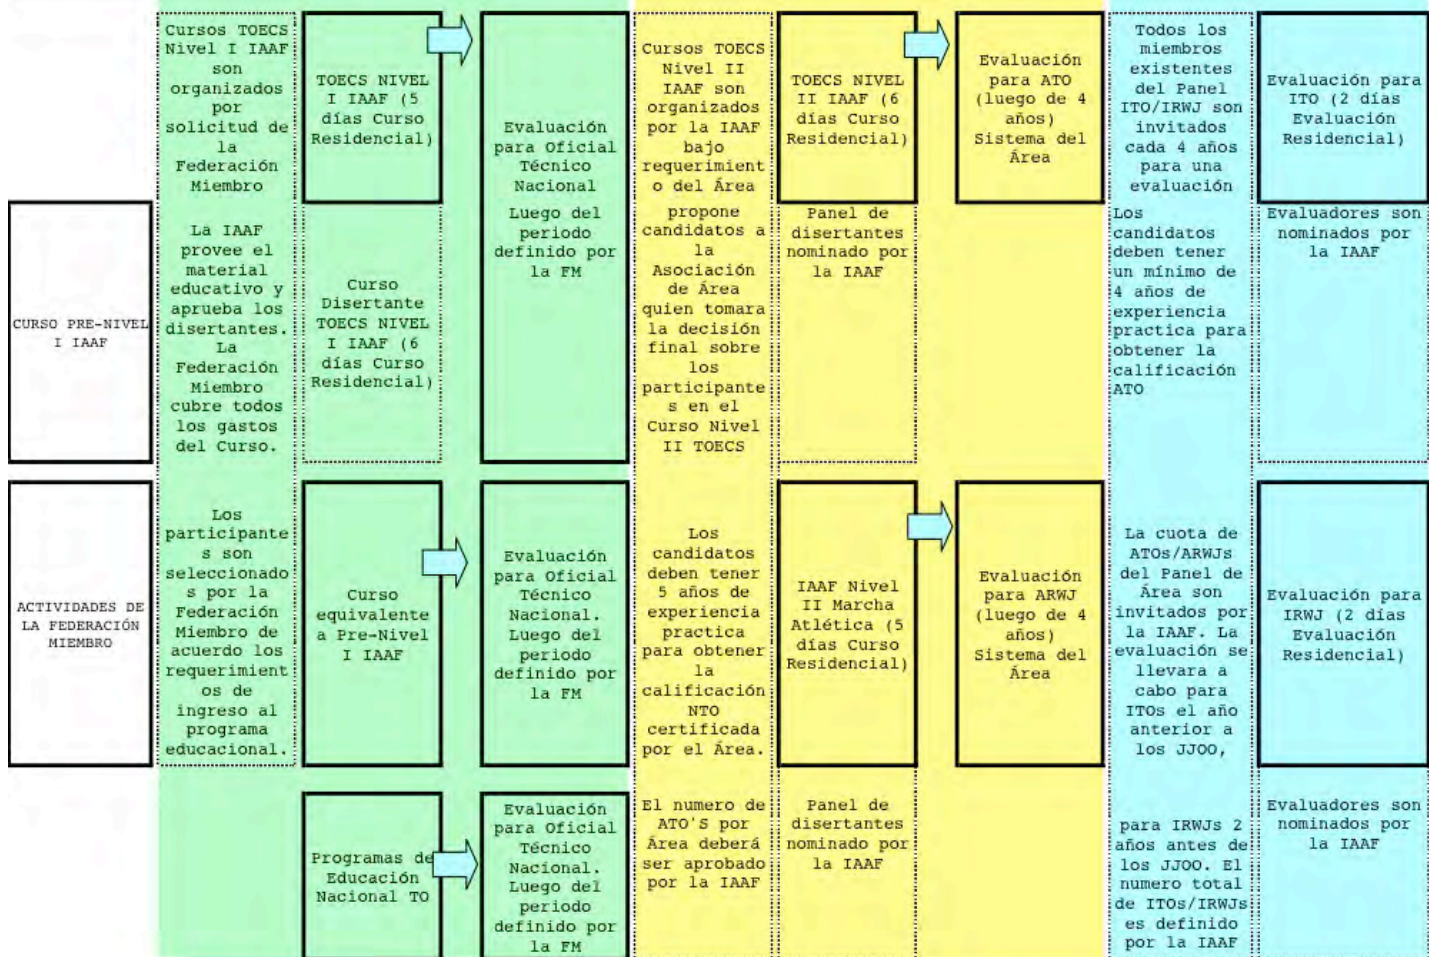 CURSO PRE-NIVEL
I IAAF
ACTIVIDADES DE
LA FEDERACIÓN
MIEMBRO
Cursos TOECS
Nivel I IAAF
son
organizados
por
solicitud de
la
Federación
Miembro
La IAAF
provee el
material
educativo y
aprueba los
disertantes.
La
Federación
Miembro
cubre todos
los gastos
del Curso.
Los
participante
s son
seleccionado
s por la
Federación
Miembro de
acuerdo los
requerimient
os de
ingreso al
programa
educacional.
TOECS NIVEL
I IAAF (5
días Curso
Residencial)
Curso
Disertante
TOECS NIVEL
I IAAF (6
días Curso
Residencial)
Curso
equivalente
a Pre-Nivel
I IAAF
Programas de
Educación
Nacional TO
Evaluación
para Oficial
Técnico
Nacional
Luego del
periodo
definido por
la FM
Evaluación
para Oficial
Técnico
Nacional.
Luego del
periodo
definido por
la FM
Evaluación
para Oficial
Técnico
Nacional.
Luego del
periodo
definido por
la FM
Cursos TOECS
Nivel II
IAAF son
organizados
por la IAAF
bajo
requerimient
o del Área
propone
candidatos a
la
Asociación
de Área
quien tomara
la decisión
final sobre
los
participante
s en el
Curso Nivel
II TOECS
Los
candidatos
deben tener
5 años de
experiencia
practica
para obtener
la
calificación
NTO
certificada
por el Área.
El numero de
ATO'S por
Área deberá
ser aprobado
por la IAAF
TOECS NIVEL
II IAAF (6
días Curso
Residencial)
Panel de
disertantes
nominado por
la IAAF
IAAF Nivel
II Marcha
Atlética (5
días Curso
Residencial)
Panel de
disertantes
nominado por
la IAAF
Evaluación
para ATO
(luego de 4
años)
Sistema del
Área
Evaluación
para ARWJ
(luego de 4
años)
Sistema del
Área
Todos los
miembros
existentes
del Panel
ITO/IRWJ son
invitados
cada 4 años
para una
evaluación
Los
candidatos
deben tener
un mínimo de
4 años de
experiencia
practica para
obtener la
calificación
ATO
La cuota de
ATOs/ARWJs
del Panel de
Área son
invitados por
la IAAF. La
evaluación se
llevara a
cabo para
ITOs el año
anterior a
los JJOO,
para IRWJs 2
años antes de
los JJOO. El
numero total
de ITOs/IRWJs
es definido
por la IAAF
Evaluación para
ITO (2 días
Evaluación
Residencial)
Evaluadores son
nominados por
la IAAF
Evaluación para
IRWJ (2 días
Evaluación
Residencial)
Evaluadores son
nominados por
la IAAF